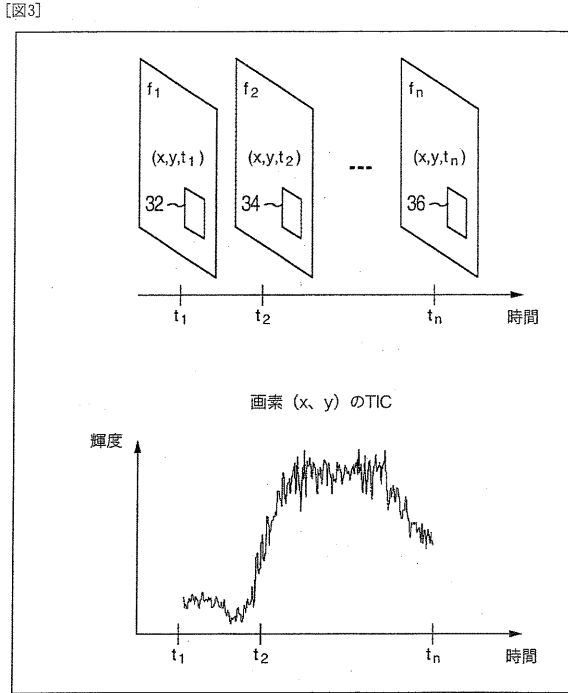 [図3]
f1 f2 fn
(x,y,t1) (x,y,t2) --- (x,y,tn)
32 34 36
t1 t2 tn 時間
画素（x、y）のTIC
輝度
t1 t2 tn 時間